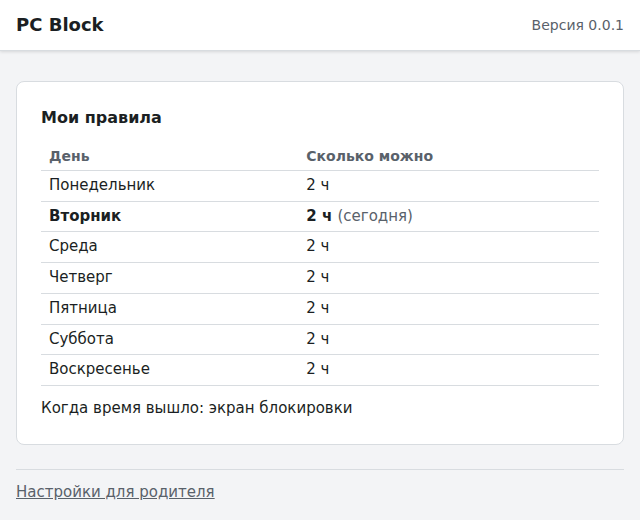 PC Block
Версия 0.0.1
Мои правила
День Сколько можно
Понедельник 2 ч
Вторник 2 ч (сегодня)
Среда 2 ч
Четверг 2 ч
Пятница 2 ч
Суббота 2 ч
Воскресенье 2 ч
Когда время вышло: экран блокировки
Настройки для родителя